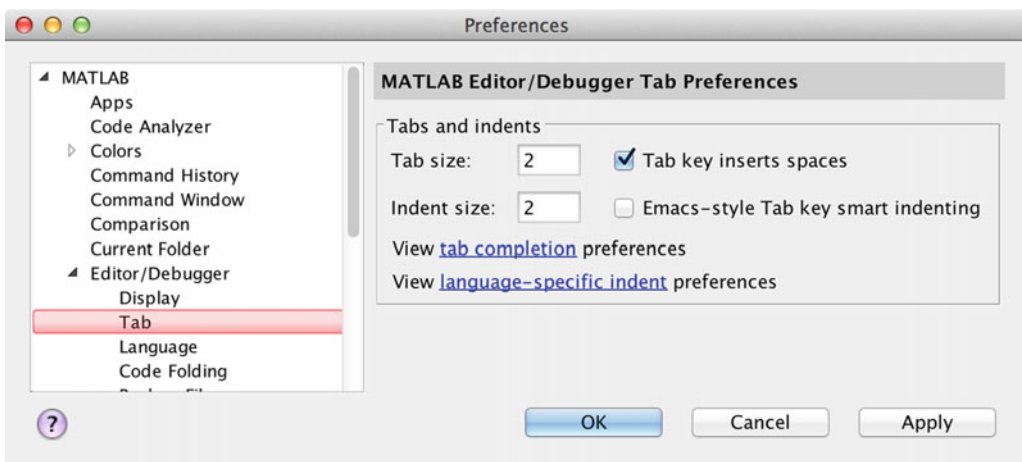 Preferences
MATLAB
Apps
Code Analyzer
Colors
Command History
Command Window
Comparison
Current Folder
Editor/Debugger
Display
Tab
Language
Code Folding
MATLAB Editor/Debugger Tab Preferences
Tabs and indents
Tab size: 2 Tab key inserts spaces
Indent size: 2 Emacs-style Tab key smart indenting
View tab completion preferences
View language-specific indent preferences
?
OK Cancel Apply